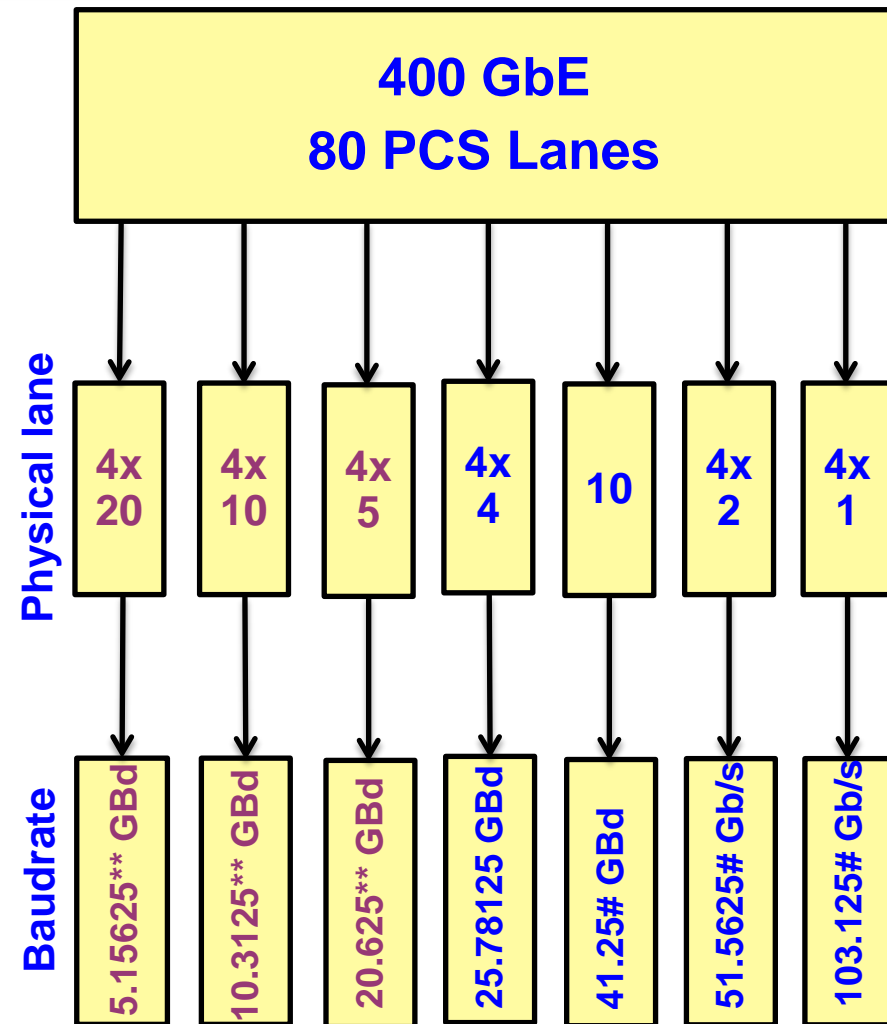 400 GbE
80 PCS Lanes
Physical lane
4x
20
4x
10
4x
5
4x
4
10
4x
2
4x
1
Baudrate
5.15625** GBd
10.3125** GBd
20.625** GBd
25.78125 GBd
41.25# GBd
51.5625# Gb/s
103.125# Gb/s